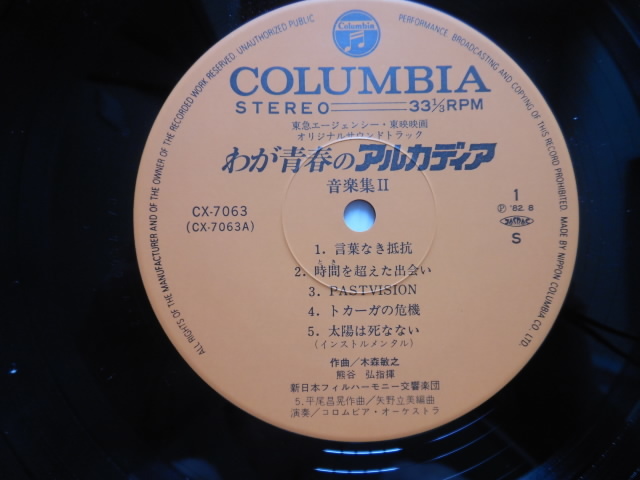 ALL RIGHTS OF THE MANUFACTURER AND OF THE OWNER OF THE RECORDED WORK RESERVED. UNAUTHORIZED PUBLIC PERFORMANCE, BROADCASTING AND COPYING OF THIS RECORD PROHIBITED. MADE BY NIPPON COLUMBIA CO. LTD.
Columbia
COLUMBIA
STEREO 33⅓RPM
東急エージェンシー・東映映画
オリジナルサウンドトラック
わが青春のアルカディア
音楽集II
CX-7063
(CX-7063A)
1
Ⓟ '82. 8
S
1. 言葉なき抵抗
とき
2. 時間を超えた出会い
3. PASTVISION
4. トカーガの危機
5. 太陽は死なない
(インストルメンタル)
作曲/木森敏之
熊谷 弘指揮
新日本フィルハーモニー交響楽団
5.平尾昌晃作曲/矢野立美編曲
演奏/コロムビア・オーケストラ